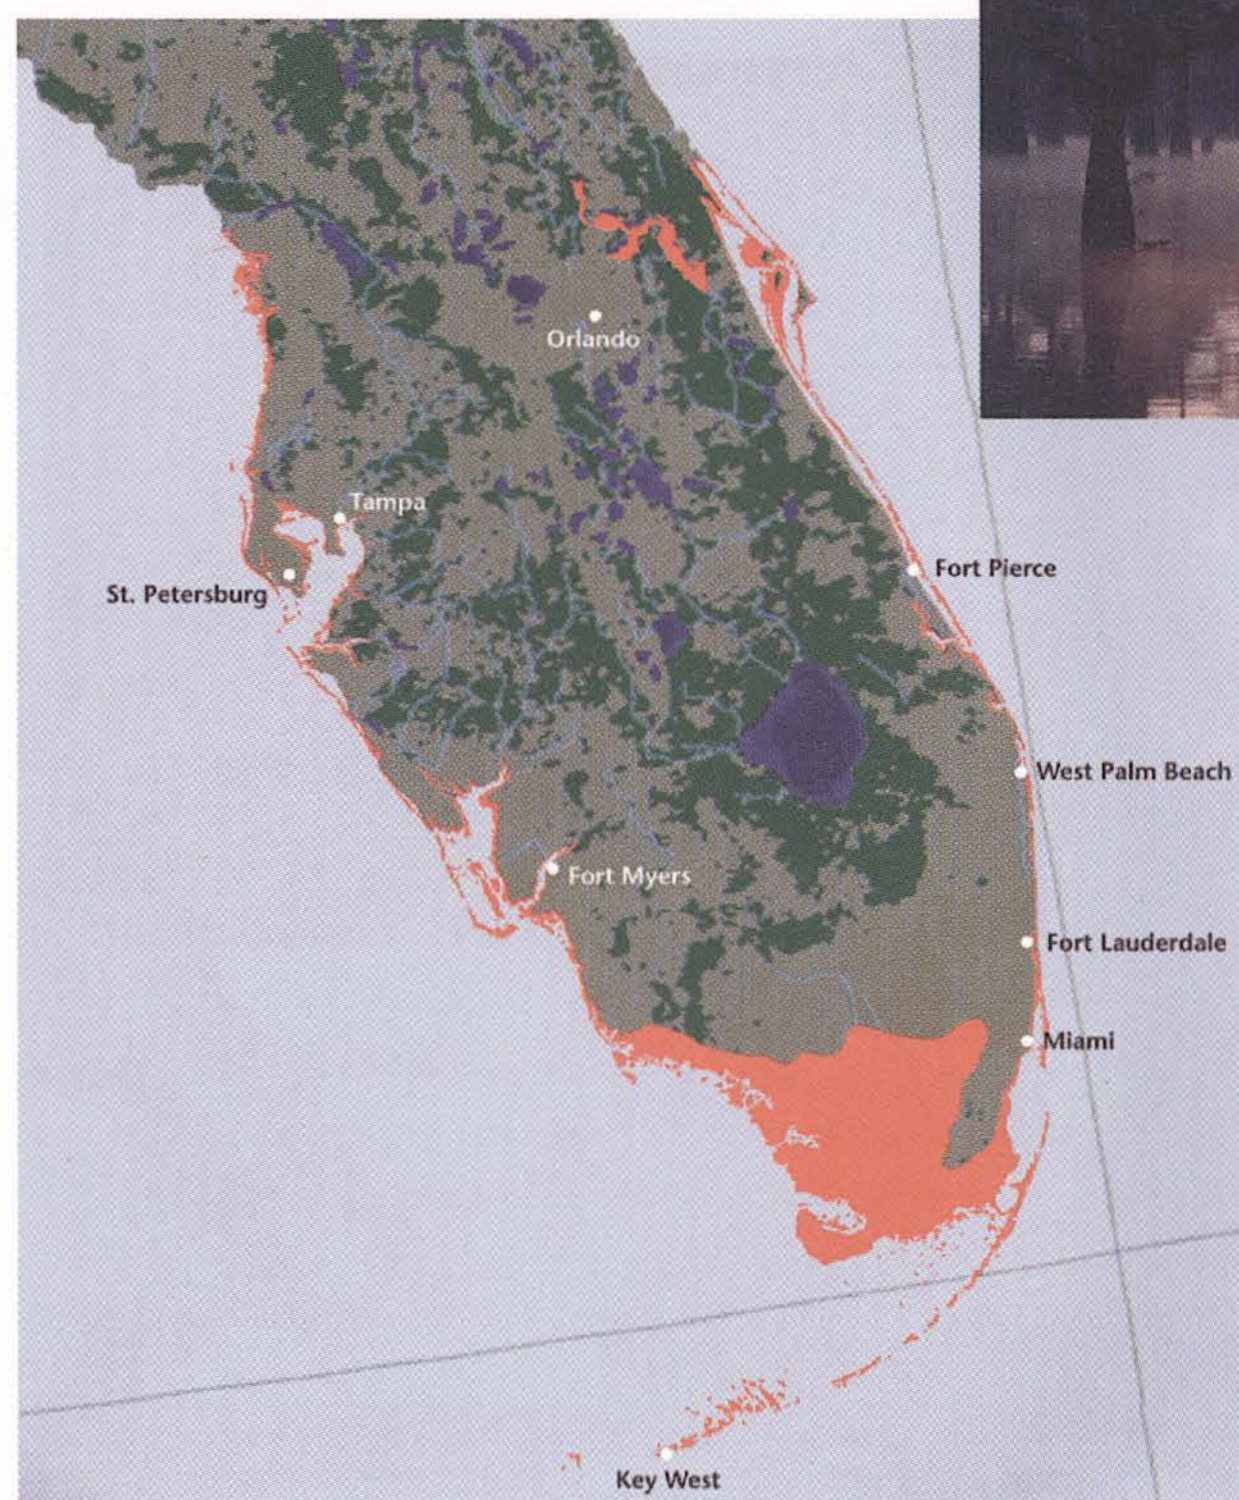 Orlando
Tampa
St. Petersburg
Fort Pierce
West Palm Beach
Fort Myers
Fort Lauderdale
Miami
Key West